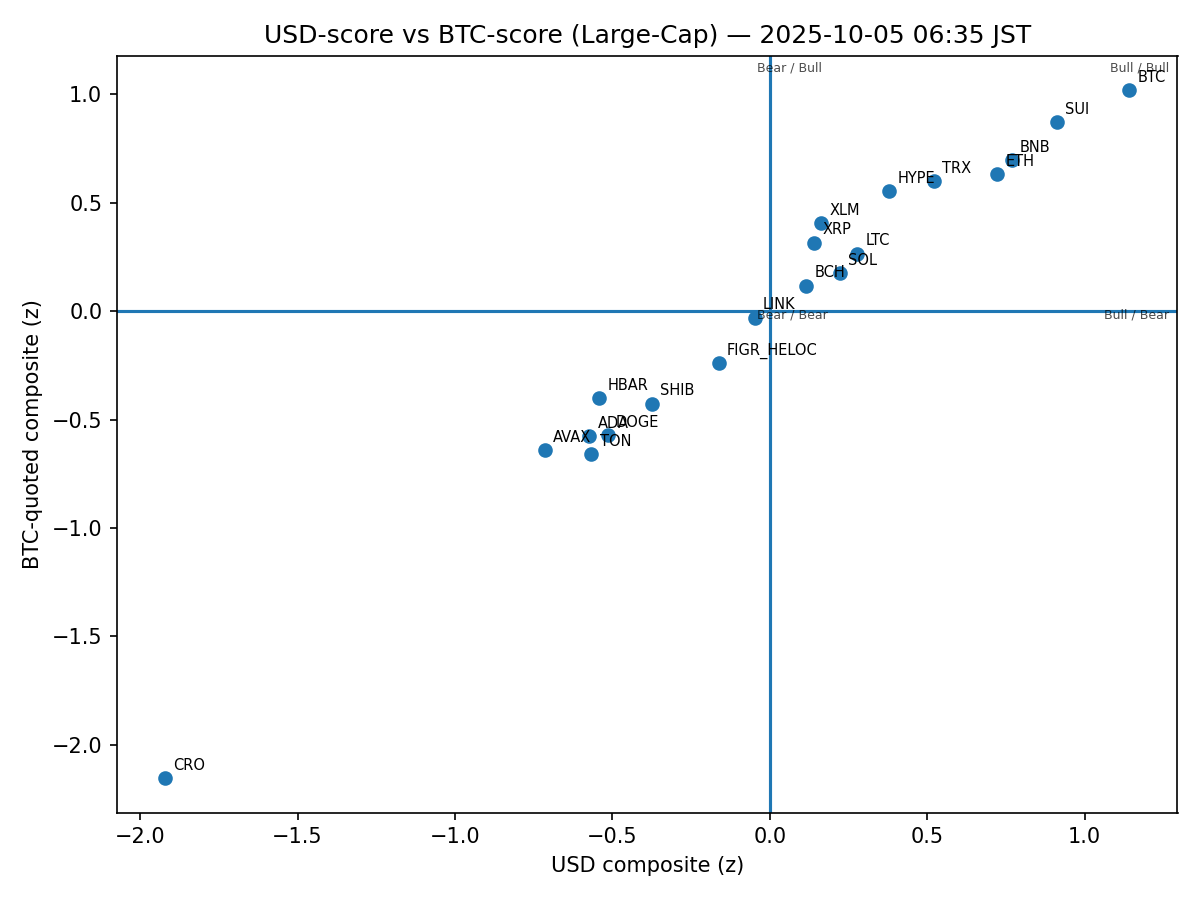 USD-score vs BTC-score (Large-Cap) — 2025-10-05 06:35 JST
Bear / Bull
Bull / Bull
BTC
SUI
BNB
ETH
TRX
HYPE
XLM
XRP
LTC
SOL
BCH
LINK
Bear / Bear
Bull / Bear
FIGR_HELOC
HBAR
SHIB
ADA
DOGE
AVAX
TON
CRO
1.0
0.5
0.0
−0.5
−1.0
−1.5
−2.0
BTC-quoted composite (z)
−2.0
−1.5
−1.0
−0.5
0.0
0.5
1.0
USD composite (z)